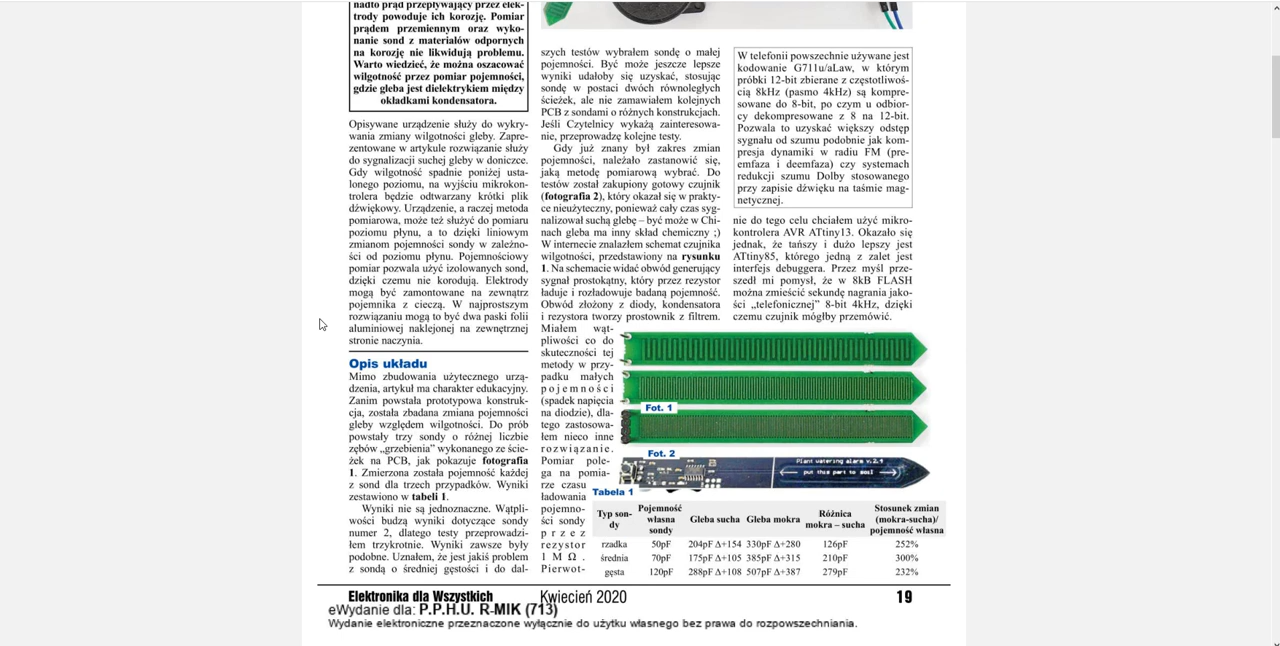 nadto prąd przepływający przez elek-
trody powoduje ich korozję. Pomiar
prądem przemiennym oraz wyko-
nanie sond z materiałów odpornych
na korozję nie likwidują problemu.
Warto wiedzieć, że można oszacować
wilgotność przez pomiar pojemności,
gdzie gleba jest dielektrykiem między
okładkami kondensatora.
Opisywane urządzenie służy do wykry-
wania zmiany wilgotności gleby. Zapre-
zentowane w artykule rozwiązanie służy
do sygnalizacji suchej gleby w doniczce.
Gdy wilgotność spadnie poniżej usta-
lonego poziomu, na wyjściu mikrokon-
trolera będzie odtwarzany krótki plik
dźwiękowy. Urządzenie, a raczej metoda
pomiarowa, może też służyć do pomiaru
poziomu płynu, a to dzięki liniowym
zmianom pojemności sondy w zależno-
ści od poziomu płynu. Pojemnościowy
pomiar pozwala użyć izolowanych sond,
dzięki czemu nie korodują. Elektrody
mogą być zamontowane na zewnątrz
pojemnika z cieczą. W najprostszym
rozwiązaniu mogą to być dwa paski folii
aluminiowej naklejonej na zewnętrznej
stronie naczynia.
Opis układu
Mimo zbudowania użytecznego urzą-
dzenia, artykuł ma charakter edukacyjny.
Zanim powstała prototypowa konstruk-
cja, została zbadana zmiana pojemności
gleby względem wilgotności. Do prób
powstały trzy sondy o różnej liczbie
zębów „grzebienia” wykonanego ze ście-
żek na PCB, jak pokazuje fotografia
1. Zmierzona została pojemność każdej
z sond dla trzech przypadków. Wyniki
zestawiono w tabeli 1.
Wyniki nie są jednoznaczne. Wątpli-
wości budzą wyniki dotyczące sondy
numer 2, dlatego testy przeprowadzi-
łem trzykrotnie. Wyniki zawsze były
podobne. Uznałem, że jest jakiś problem
z sondą o średniej gęstości i do dal-
szych testów wybrałem sondę o małej
pojemności. Być może jeszcze lepsze
wyniki udałoby się uzyskać, stosując
sondę w postaci dwóch równoległych
ścieżek, ale nie zamawiałem kolejnych
PCB z sondami o różnych konstrukcjach.
Jeśli Czytelnicy wykażą zainteresowa-
nie, przeprowadzę kolejne testy.
Gdy już znany był zakres zmian
pojemności, należało zastanowić się,
jaką metodę pomiarową wybrać. Do
testów został zakupiony gotowy czujnik
(fotografia 2), który okazał się w prakty-
ce nieużyteczny, ponieważ cały czas syg-
nalizował suchą glebę – być może w Chi-
nach gleba ma inny skład chemiczny ;)
W internecie znalazłem schemat czujnika
wilgotności, przedstawiony na rysunku
1. Na schemacie widać obwód generujący
sygnał prostokątny, który przez rezystor
ładuje i rozładowuje badaną pojemność.
Obwód złożony z diody, kondensatora
i rezystora tworzy prostownik z filtrem.
Miałem wąt-
pliwości co do
skuteczności tej
metody w przy-
padku małych
pojemności
(spadek napięcia
na diodzie), dla-
tego zastosowa-
łem nieco inne
rozwiązanie.
Pomiar pole-
ga na pomia-
rze czasu
ładowania
pojemno-
ści sondy
przez
rezystor
1 MΩ.
Pierwot-
W telefonii powszechnie używane jest
kodowanie G711u/aLaw, w którym
próbki 12-bit zbierane z częstotliwoś-
cią 8kHz (pasmo 4kHz) są kompre-
sowane do 8-bit, po czym u odbior-
cy dekompresowane z 8 na 12-bit.
Pozwala to uzyskać większy odstęp
sygnału od szumu podobnie jak kom-
presja dynamiki w radiu FM (pre-
emfaza i deemfaza) czy systemach
redukcji szumu Dolby stosowanego
przy zapisie dźwięku na taśmie mag-
netycznej.
nie do tego celu chciałem użyć mikro-
kontrolera AVR ATtiny13. Okazało się
jednak, że tańszy i dużo lepszy jest
ATtiny85, którego jedną z zalet jest
interfejs debuggera. Przez myśl prze-
szedł mi pomysł, że w 8kB FLASH
można zmieścić sekundę nagrania jako-
ści „telefonicznej” 8-bit 4kHz, dzięki
czemu czujnik mógłby przemówić.
Fot. 1
Fot. 2
Plant watering alarm v.2.4
put this part to soil
Tabela 1
Typ son-
dy Pojemność
własna
sondy Gleba sucha Gleba mokra Różnica
mokra – sucha Stosunek zmian
(mokra-sucha)/
pojemność własna
rzadka 50pF 204pF Δ+154 330pF Δ+280 126pF 252%
średnia 70pF 175pF Δ+105 385pF Δ+315 210pF 300%
gęsta 120pF 288pF Δ+108 507pF Δ+387 279pF 232%
Elektronika dla Wszystkich Kwiecień 2020 19
eWydanie dla: P.P.H.U. R-MIK (713)
Wydanie elektroniczne przeznaczone wyłącznie do użytku własnego bez prawa do rozpowszechniania.